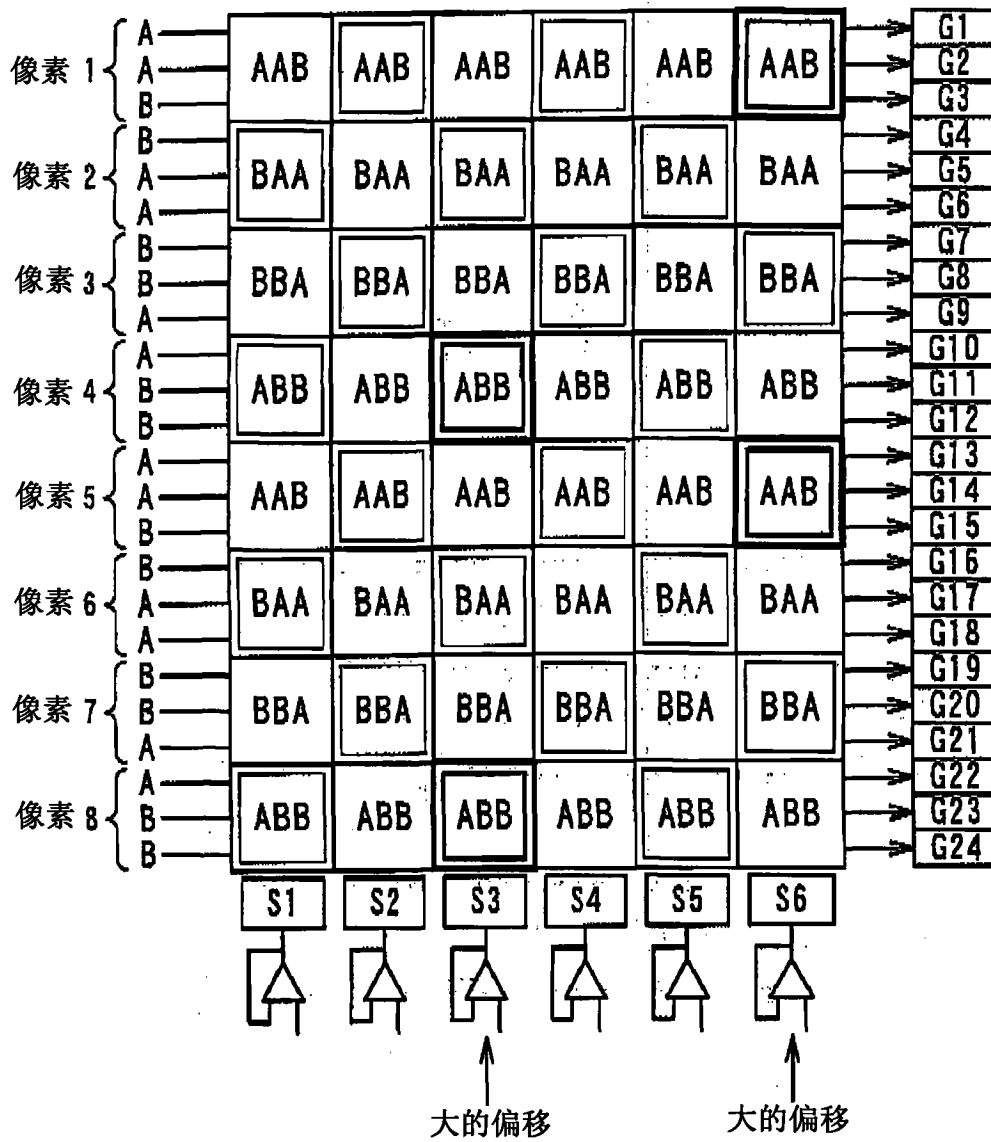 像素 1
A
A
B
AAB AAB AAB AAB AAB AAB
G1
G2
G3
像素 2
B
A
A
BAA BAA BAA BAA BAA BAA
G4
G5
G6
像素 3
B
B
A
BBA BBA BBA BBA BBA BBA
G7
G8
G9
像素 4
A
B
B
ABB ABB ABB ABB ABB ABB
G10
G11
G12
像素 5
A
A
B
AAB AAB AAB AAB AAB AAB
G13
G14
G15
像素 6
B
A
A
BAA BAA BAA BAA BAA BAA
G16
G17
G18
像素 7
B
B
A
BBA BBA BBA BBA BBA BBA
G19
G20
G21
像素 8
A
B
B
ABB ABB ABB ABB ABB ABB
G22
G23
G24
S1 S2 S3 S4 S5 S6
大的偏移 大的偏移